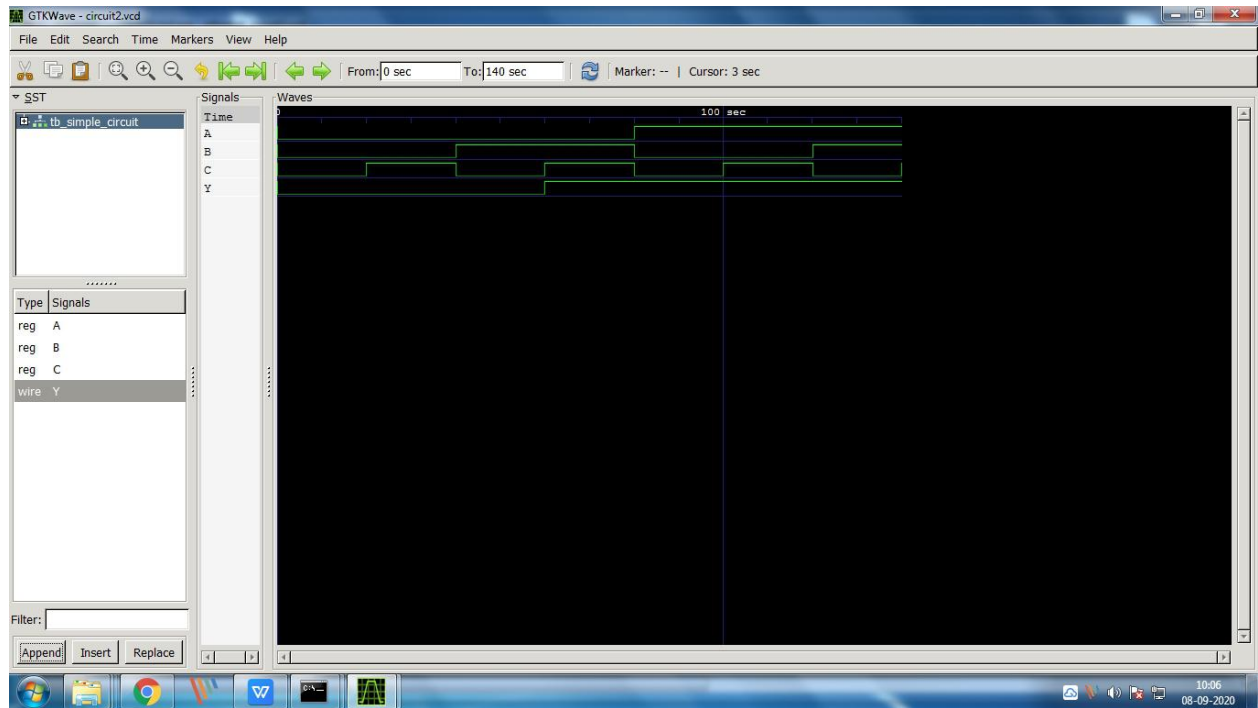 GTKWave - circuit2.vcd
File Edit Search Time Markers View Help
From: 0 sec To: 140 sec Marker: -- | Cursor: 3 sec
SST
tb_simple_circuit
Type Signals
reg A
reg B
reg C
wire Y
Filter:
Append Insert Replace
Signals
Time
A
B
C
Y
Waves
0 100 sec
C:\
W
10:06
08-09-2020